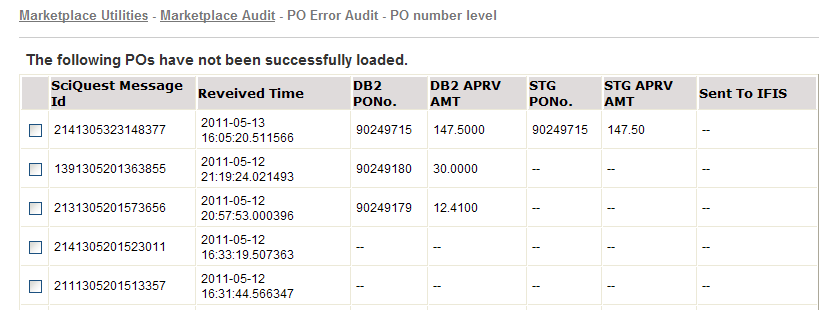 Marketplace Utilities - Marketplace Audit - PO Error Audit - PO number level
The following POs have not been successfully loaded.
SciQuest Message Id Reveived Time DB2 PONo. DB2 APRV AMT STG PONo. STG APRV AMT Sent To IFIS
2141305323148377 2011-05-13 16:05:20.511566 90249715 147.5000 90249715 147.50 --
1391305201363855 2011-05-12 21:19:24.021493 90249180 30.0000 -- -- --
2131305201573656 2011-05-12 20:57:53.000396 90249179 12.4100 -- -- --
2141305201523011 2011-05-12 16:33:19.507363 -- -- -- -- --
2111305201513357 2011-05-12 16:31:44.566347 -- -- -- -- --